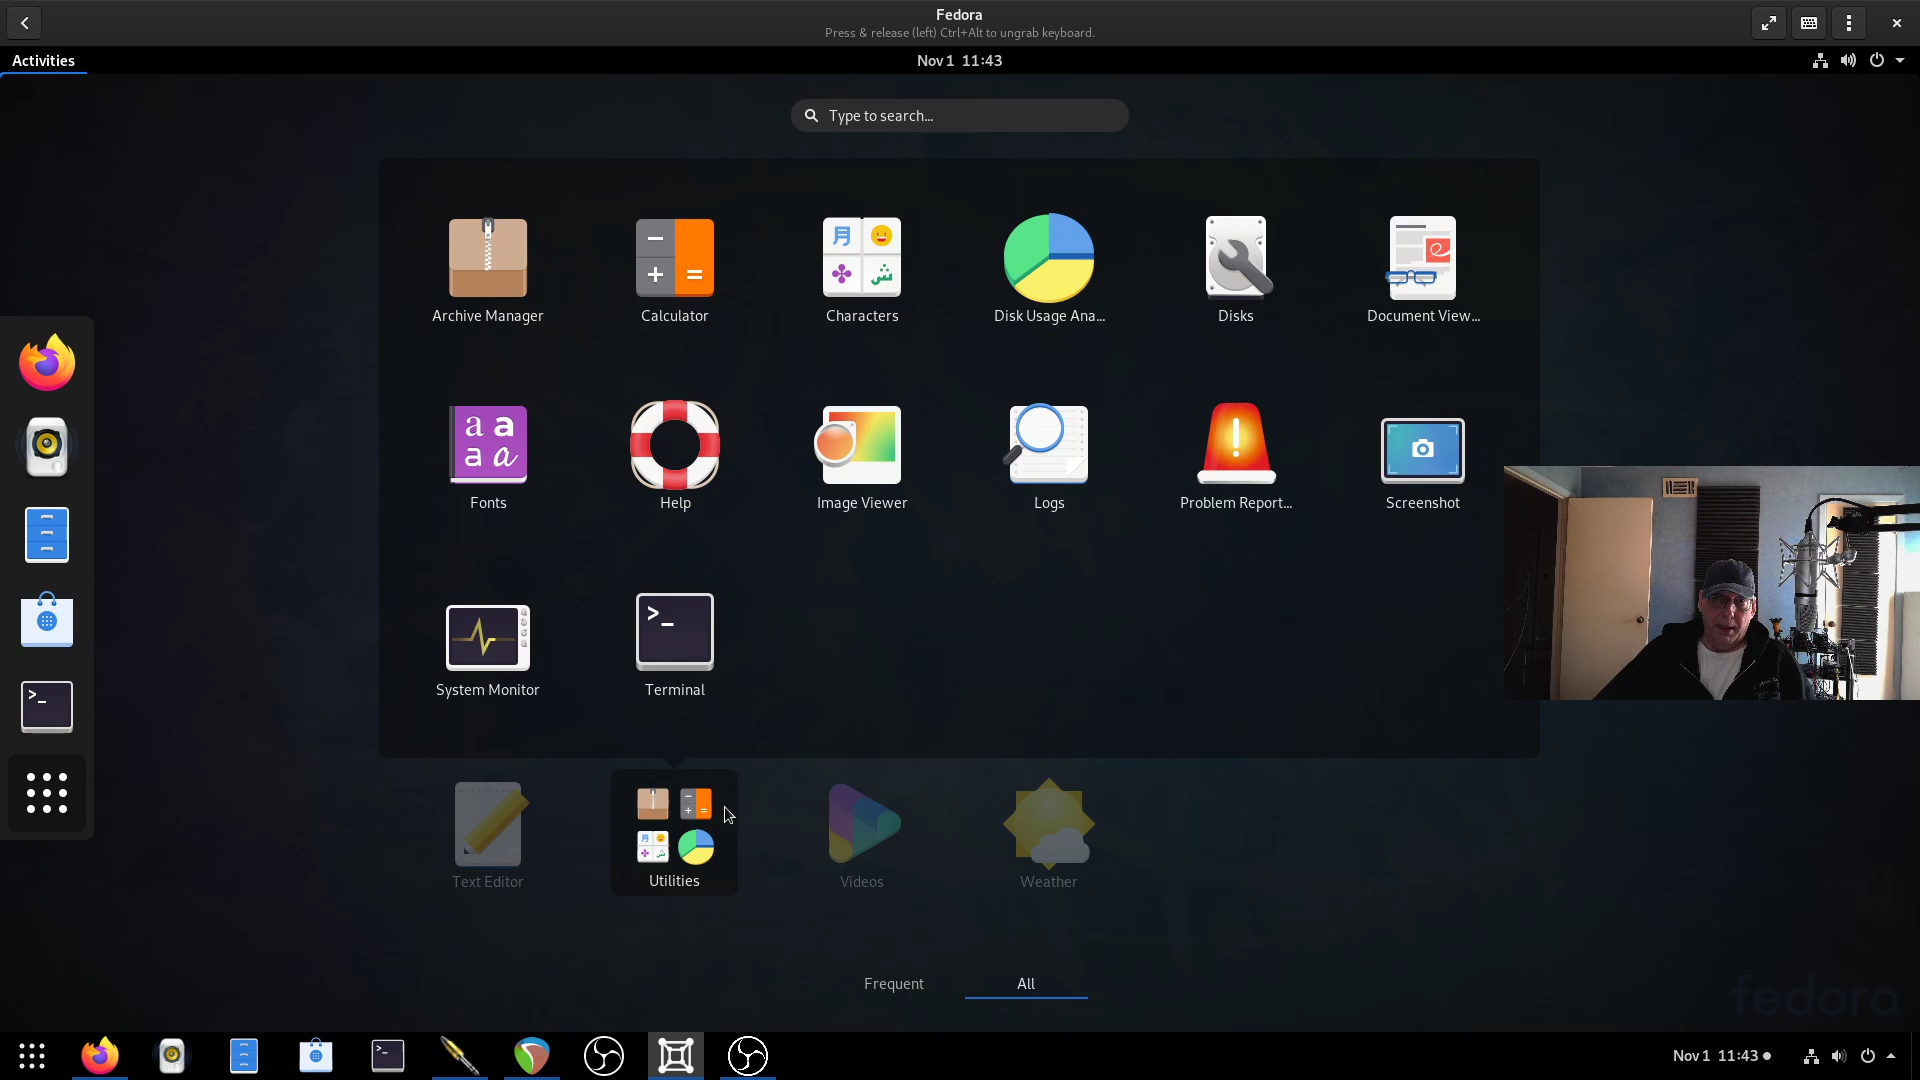 Fedora
Press & release (left) Ctrl+Alt to ungrab keyboard.
Activities
Nov 1 11:43
Type to search...
Archive Manager
Calculator
Characters
Disk Usage Ana...
Disks
Document View...
Fonts
Help
Image Viewer
Logs
Problem Report...
Screenshot
System Monitor
Terminal
Text Editor
Utilities
Videos
Weather
Frequent
All
fedora
Nov 1 11:43